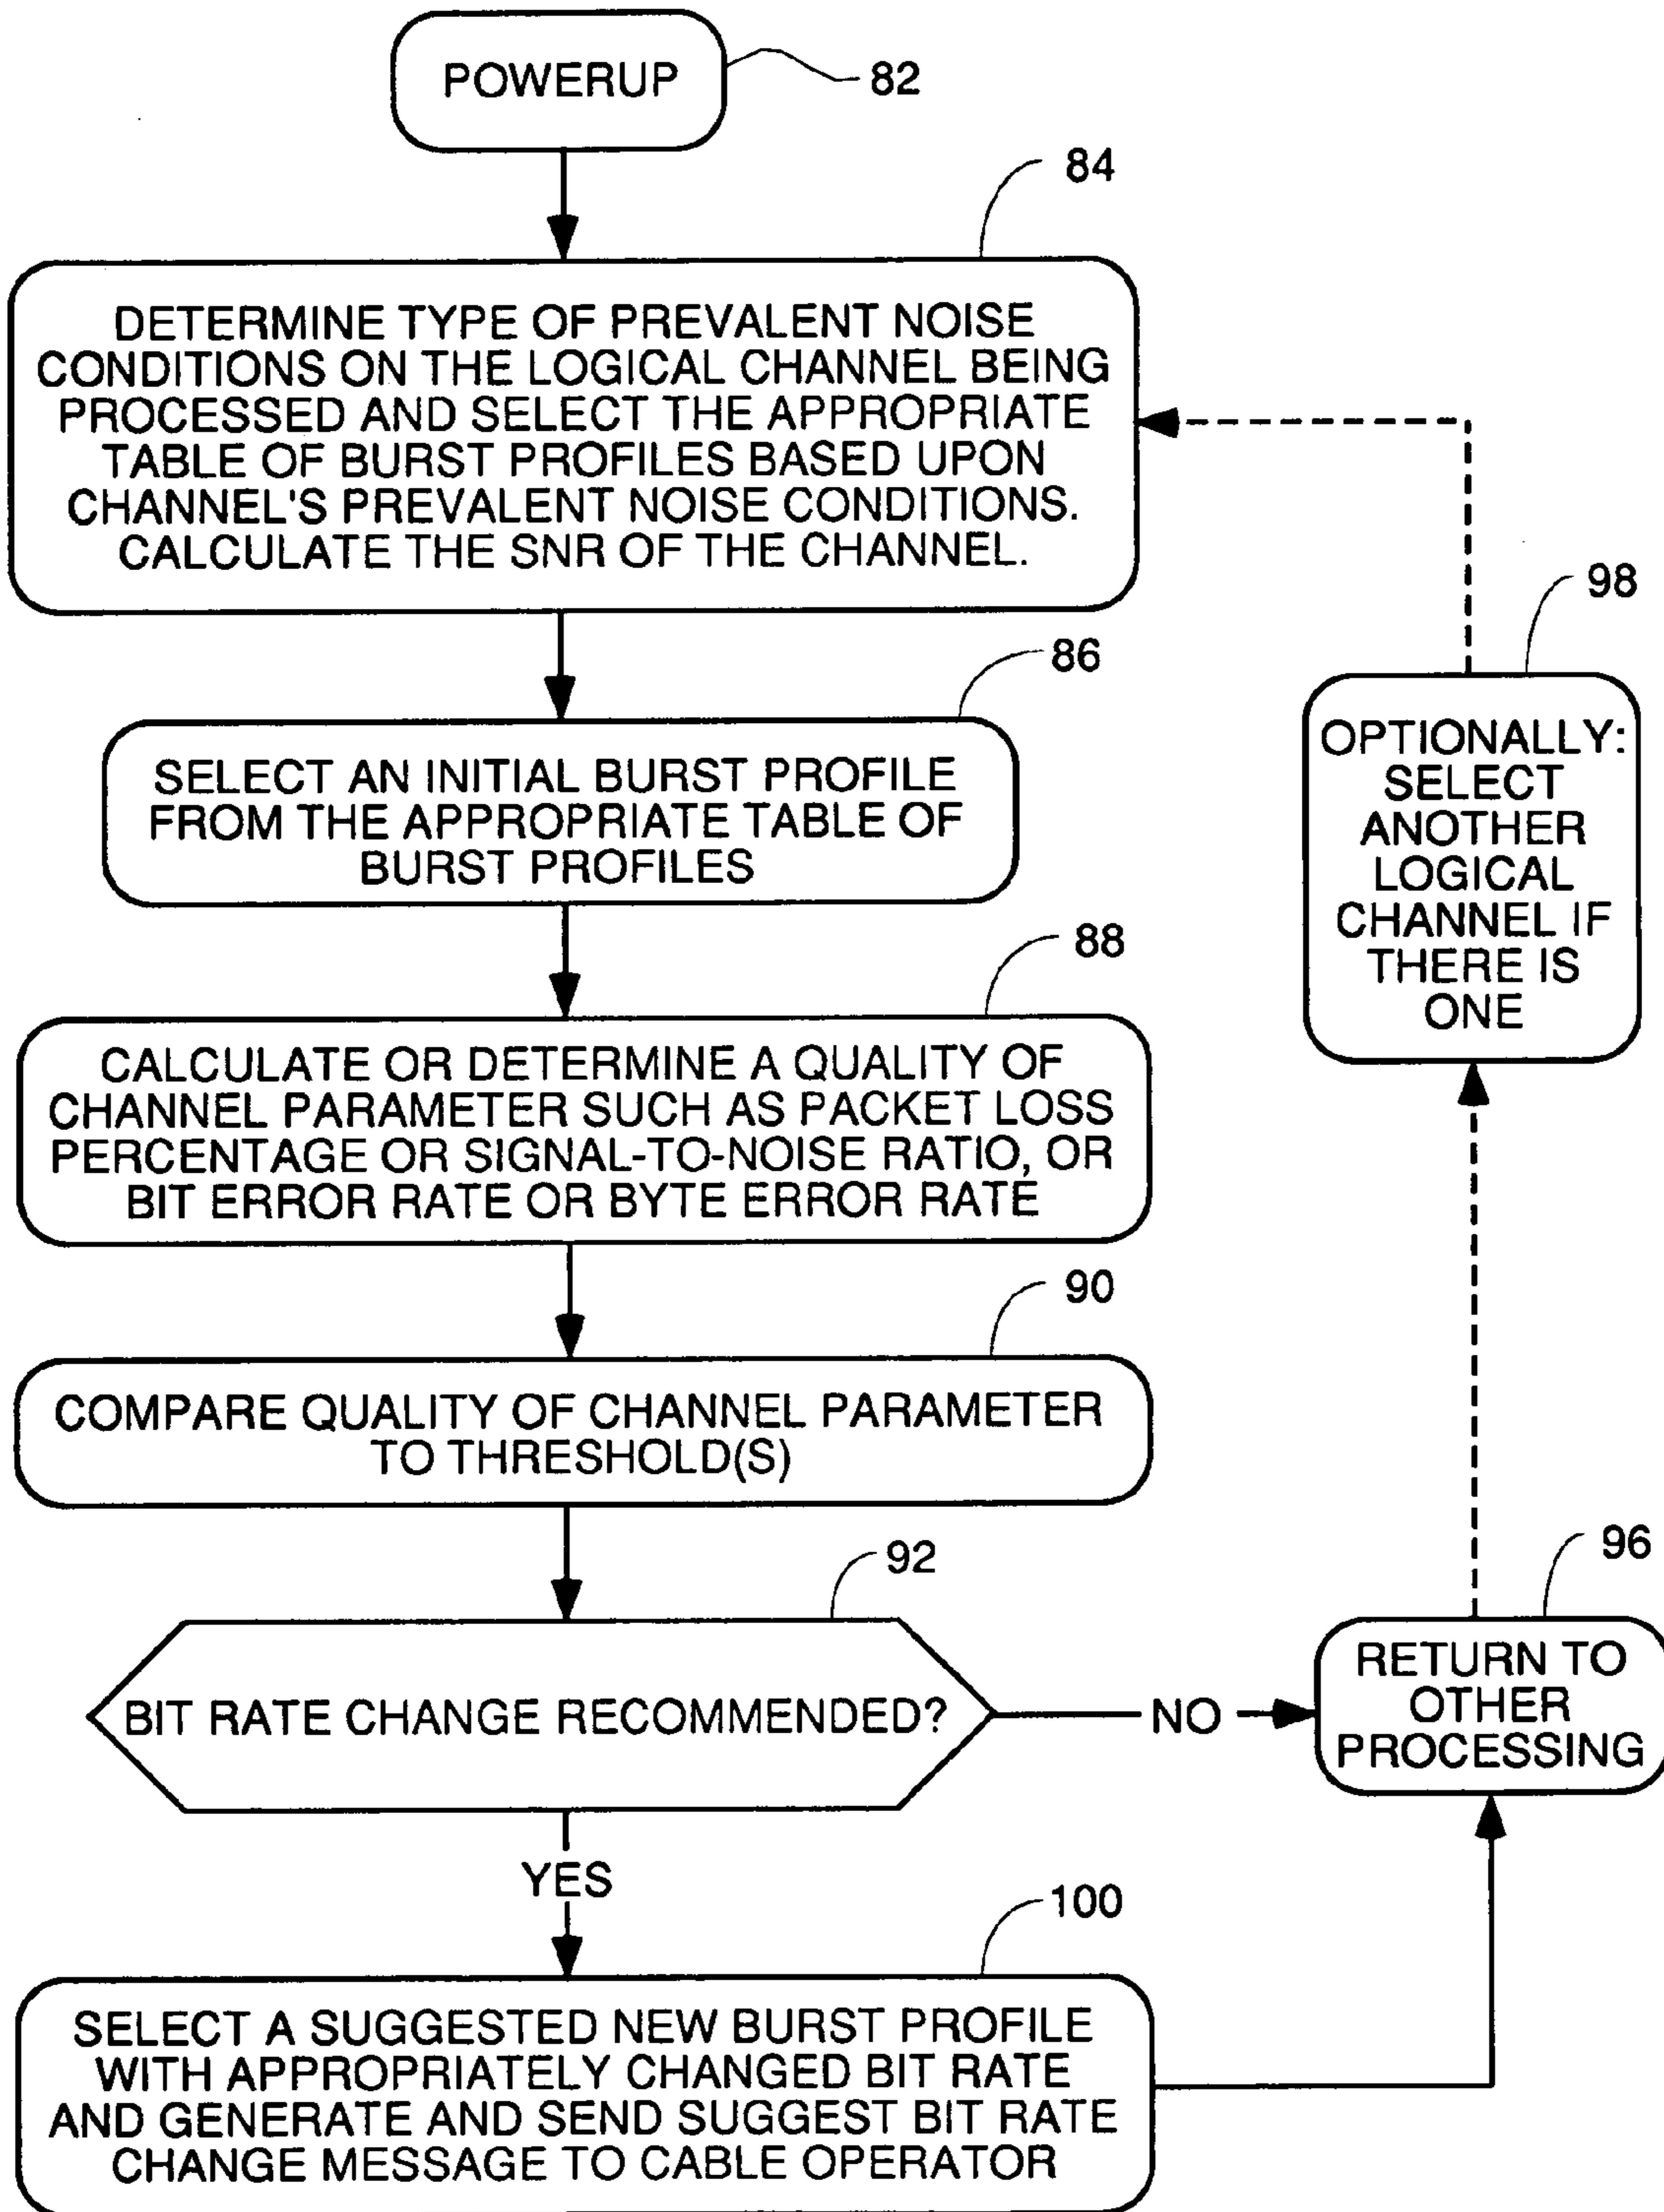 POWERUP
82
84
DETERMINE TYPE OF PREVALENT NOISE
CONDITIONS ON THE LOGICAL CHANNEL BEING
PROCESSED AND SELECT THE APPROPRIATE
TABLE OF BURST PROFILES BASED UPON
CHANNEL'S PREVALENT NOISE CONDITIONS.
CALCULATE THE SNR OF THE CHANNEL.
86
SELECT AN INITIAL BURST PROFILE
FROM THE APPROPRIATE TABLE OF
BURST PROFILES
88
CALCULATE OR DETERMINE A QUALITY OF
CHANNEL PARAMETER SUCH AS PACKET LOSS
PERCENTAGE OR SIGNAL-TO-NOISE RATIO, OR
BIT ERROR RATE OR BYTE ERROR RATE
90
COMPARE QUALITY OF CHANNEL PARAMETER
TO THRESHOLD(S)
92
BIT RATE CHANGE RECOMMENDED?
NO
YES
100
SELECT A SUGGESTED NEW BURST PROFILE
WITH APPROPRIATELY CHANGED BIT RATE
AND GENERATE AND SEND SUGGEST BIT RATE
CHANGE MESSAGE TO CABLE OPERATOR
96
RETURN TO
OTHER
PROCESSING
98
OPTIONALLY:
SELECT
ANOTHER
LOGICAL
CHANNEL IF
THERE IS
ONE